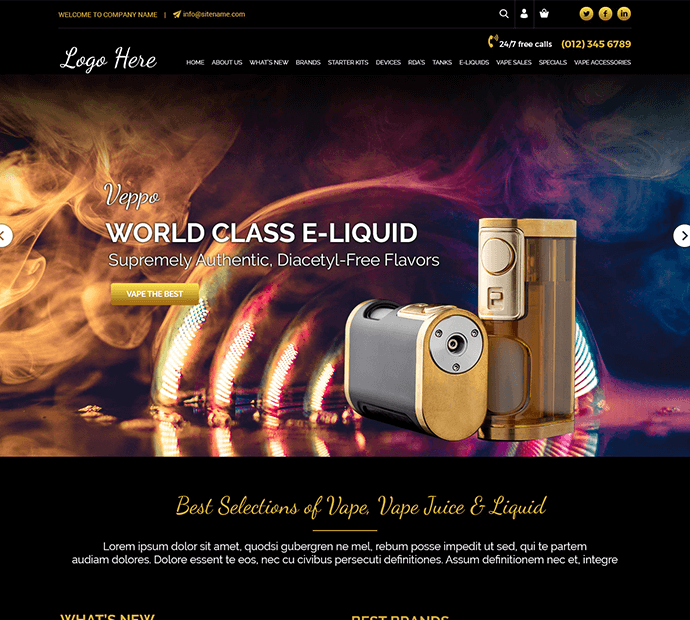 WELCOME TO COMPANY NAME | info@sitename.com
24/7 free calls (012) 345 6789
Logo Here
HOME ABOUT US WHAT'S NEW BRANDS STARTER KITS DEVICES RDA'S TANKS E-LIQUIDS VAPE SALES SPECIALS VAPE ACCESSORIES
Veppo
WORLD CLASS E-LIQUID
Supremely Authentic, Diacetyl-Free Flavors
VAPE THE BEST
P
Best Selections of Vape, Vape Juice & Liquid
Lorem ipsum dolor sit amet, quodsi gubergren ne mel, rebum posse impedit ut sed, qui te partem
audiam dolores. Dolore essent te eos, nec cu civibus persecuti definitiones. Assum definitionem nec et, integre
WHAT'S NEW BEST BRANDS